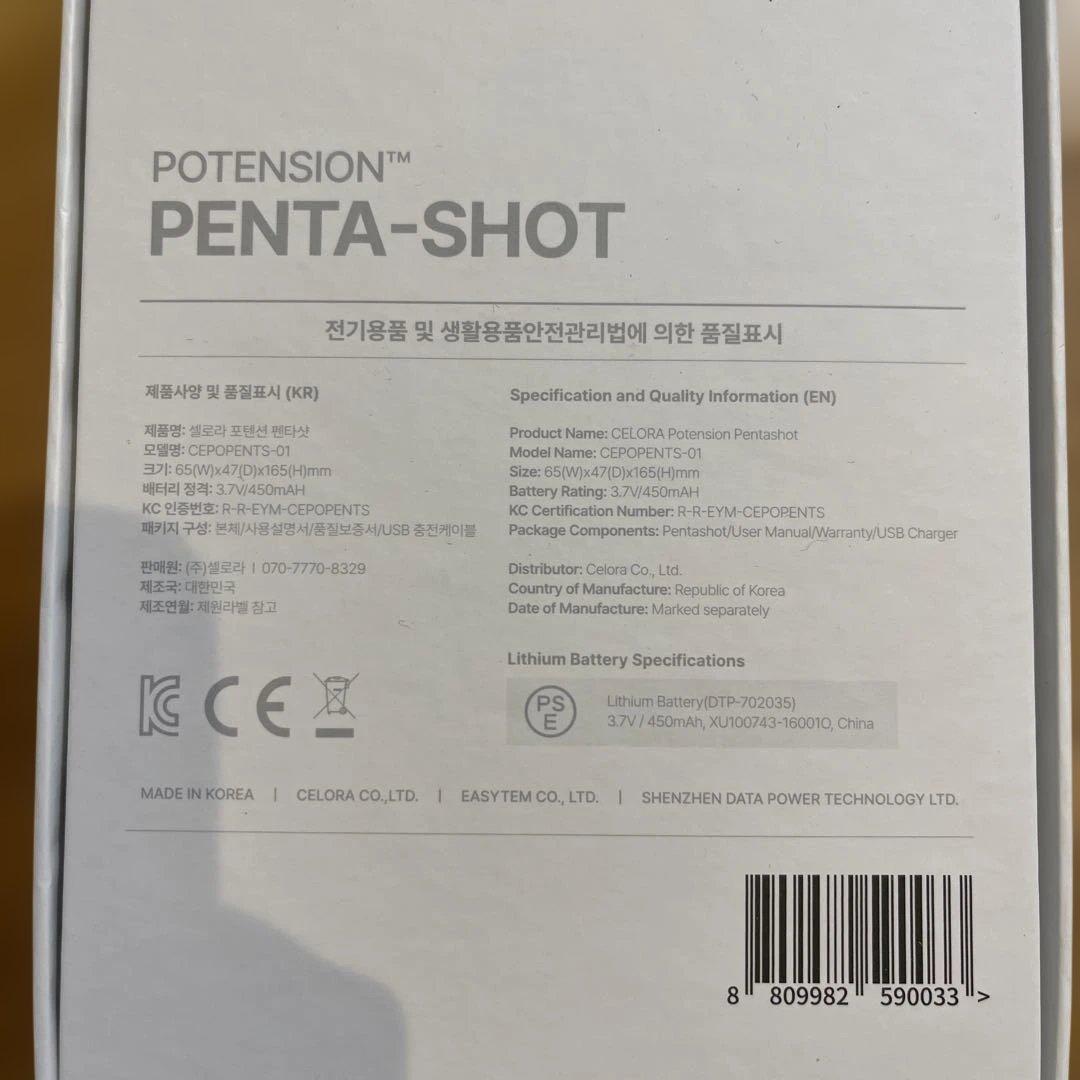 POTENSION™
PENTA-SHOT
전기용품 및 생활용품안전관리법에 의한 품질표시
제품사양 및 품질표시 (KR)
제품명: 셀로라 포텐션 펜타샷
모델명: CEPOPENTS-01
크기: 65(W)x47(D)x165(H)mm
배터리 정격: 3.7V/450mAH
KC 인증번호: R-R-EYM-CEPOPENTS
패키지 구성: 본체/사용설명서/품질보증서/USB 충전케이블
판매원: (주)셀로라 I 070-7770-8329
제조국: 대한민국
제조연월: 제원라벨 참고
Specification and Quality Information (EN)
Product Name: CELORA Potension Pentashot
Model Name: CEPOPENTS-01
Size: 65(W)x47(D)x165(H)mm
Battery Rating: 3.7V/450mAH
KC Certification Number: R-R-EYM-CEPOPENTS
Package Components: Pentashot/User Manual/Warranty/USB Charger
Distributor: Celora Co., Ltd.
Country of Manufacture: Republic of Korea
Date of Manufacture: Marked separately
Lithium Battery Specifications
PS
E
Lithium Battery(DTP-702035)
3.7V / 450mAh, XU100743-16001O, China
KC CE
MADE IN KOREA | CELORA CO.,LTD. | EASYTEM CO., LTD. | SHENZHEN DATA POWER TECHNOLOGY LTD.
8 809982 590033 >